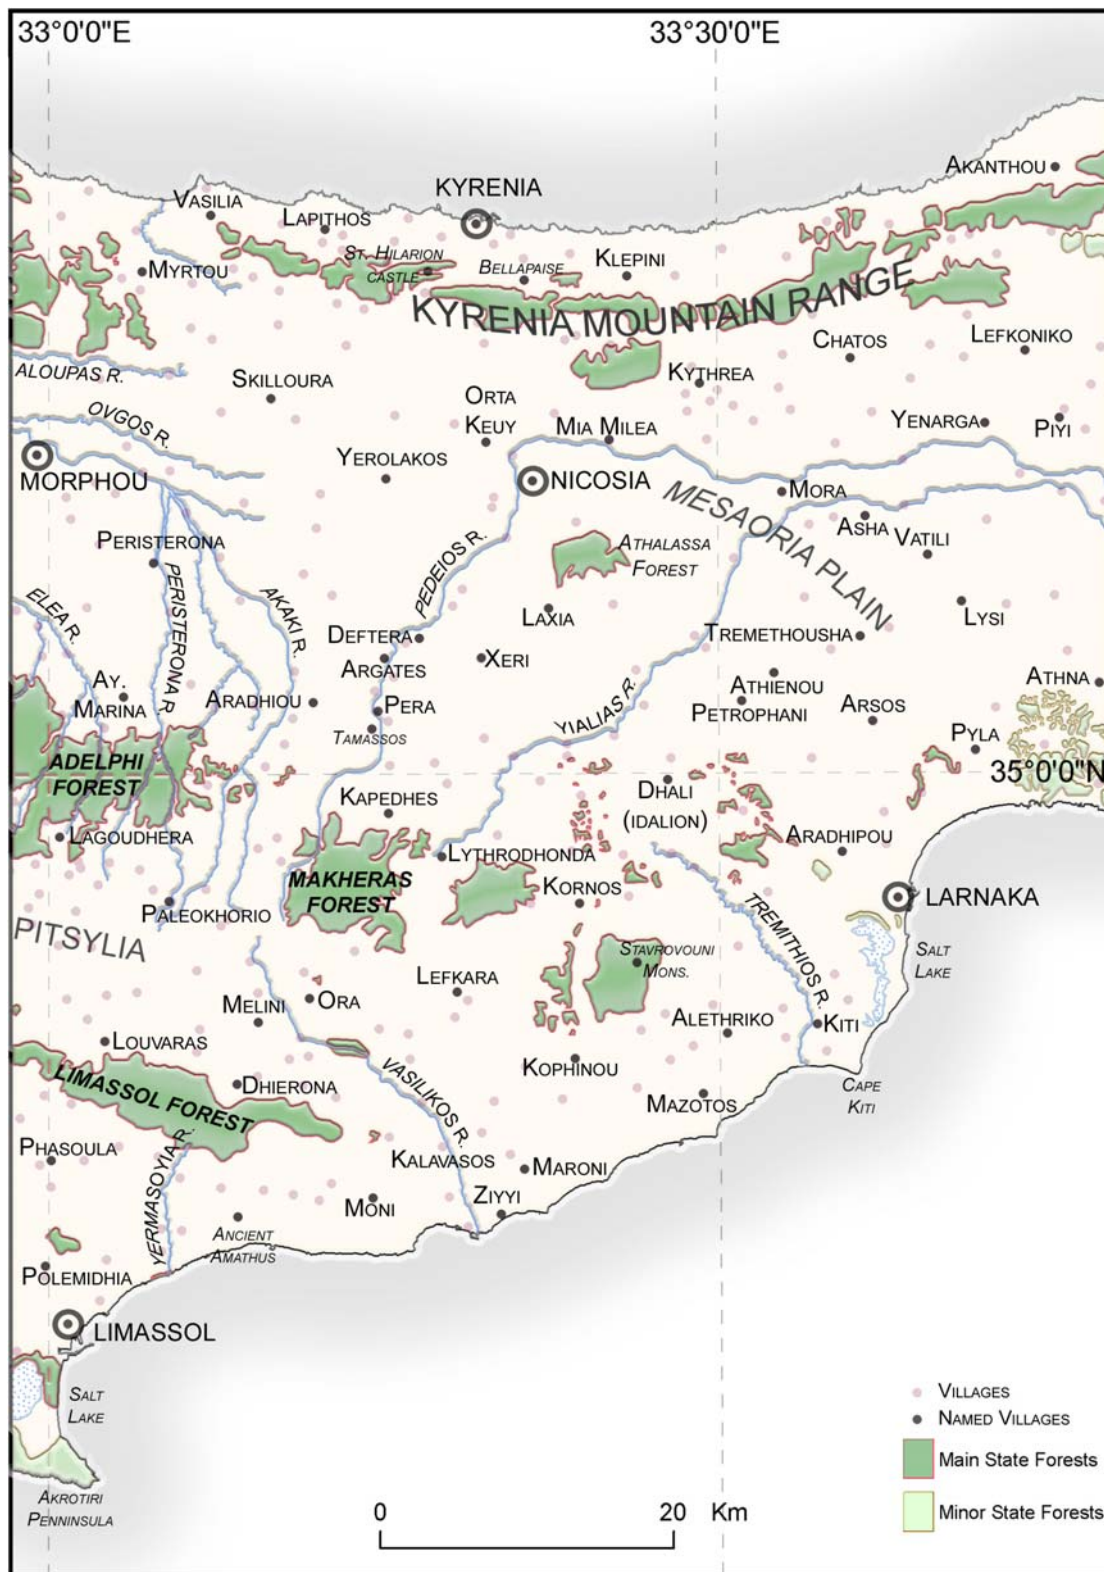 33°0'0"E
33°30'0"E
AKANTHOU
KYRENIA
VASILIA
LAPITHOS
ST. HILARION
CASTLE
BELLAPAISE
KLEPINI
MYRTOU
KYRENIA MOUNTAIN RANGE
CHATOS
LEFKONIKO
ALOUPAS R.
SKILLOURA
KYTHREA
ORTA
KEUY
OVGOS R.
MIA MILEA
YENARGA
PIYI
YEROLAKOS
MORPHOU
NICOSIA
MORA
MESAORIA PLAIN
ASHA
VATILI
PERISTERONA
ATHALASSA
FOREST
PEDEIOS R.
ELEA R.
PERISTERONA R.
AKAKI R.
LAXIA
LYSI
DEFTERA
TREMETHOUSHA
ARGATES
XERI
AY.
MARINA
ARADHIOU
PERA
TAMASSOS
YIALIAS R.
ATHIENOU
PETROPHANI
ARSOS
ATHNA
PYLA
ADELPHI
FOREST
35°0'0"N
DHALI
(IDALION)
KAPEDHES
LAGOUDHERA
ARADHIPOU
LYTHRODHONDA
MAKHERAS
FOREST
KORNOS
PALEOKHORIO
LARNAKA
PITSYLIA
TREMITHIOS R.
STAVROVOUNI
MONS.
SALT
LAKE
LEFKARA
MELINI
ORA
ALETHRIKO
KITI
LOUVARAS
KOPHINOU
LIMASSOL FOREST
DHIERONA
VASILIKOS R.
MAZOTOS
CAPE
KITI
PHASOULA
YERMASOYIA R.
KALAVASOS
MARONI
MONI
ZIYYI
ANCIENT
AMATHUS
POLEMIDHIA
LIMASSOL
SALT
LAKE
VILLAGES
NAMED VILLAGES
Main State Forests
Minor State Forests
AKROTIRI
PENNINSULA
0 20 Km